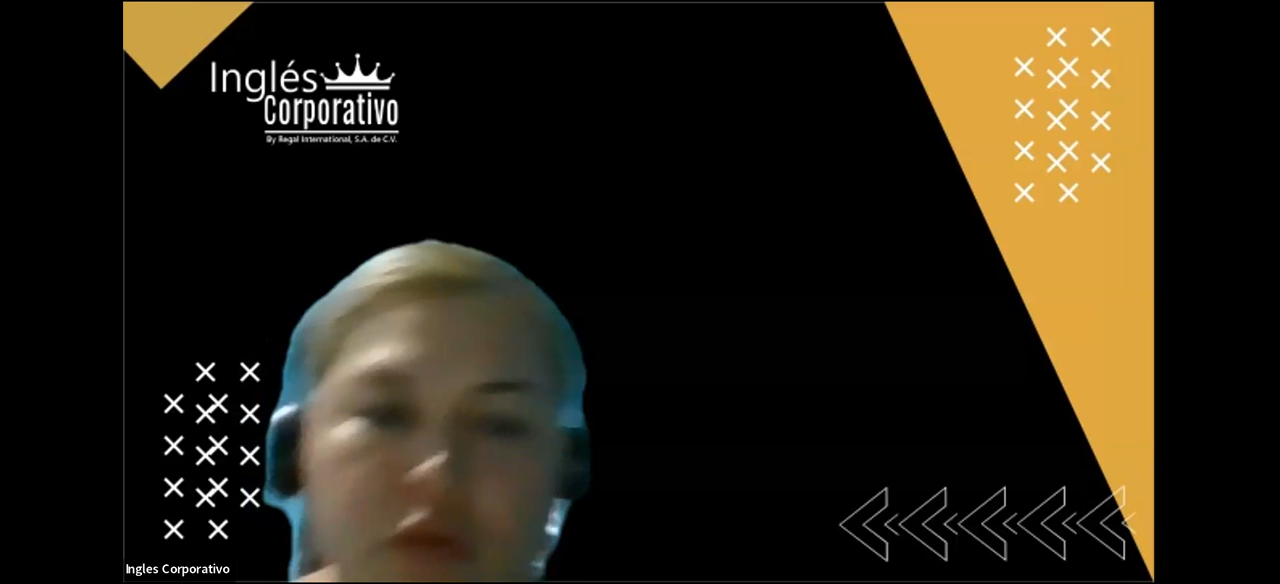 Inglés
Corporativo
By Regal International, S.A. de C.V.
Ingles Corporativo